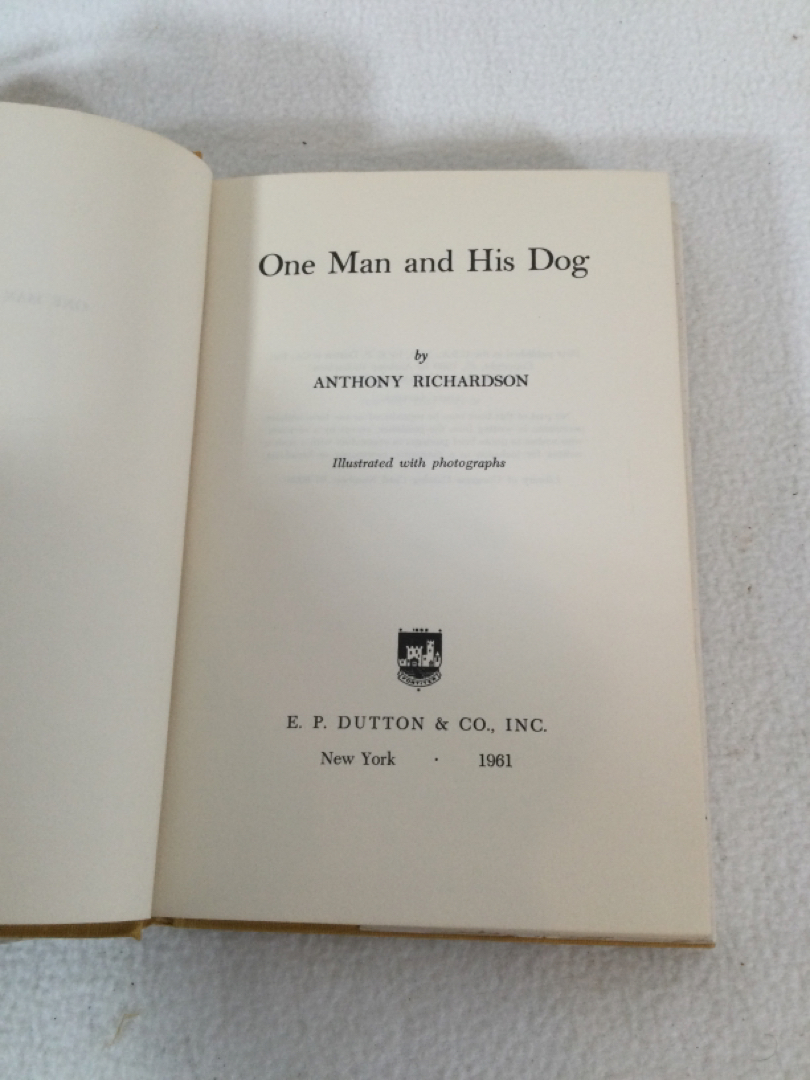 One Man and His Dog
by
ANTHONY RICHARDSON
Illustrated with photographs
E. P. DUTTON & CO., INC.
New York · 1961